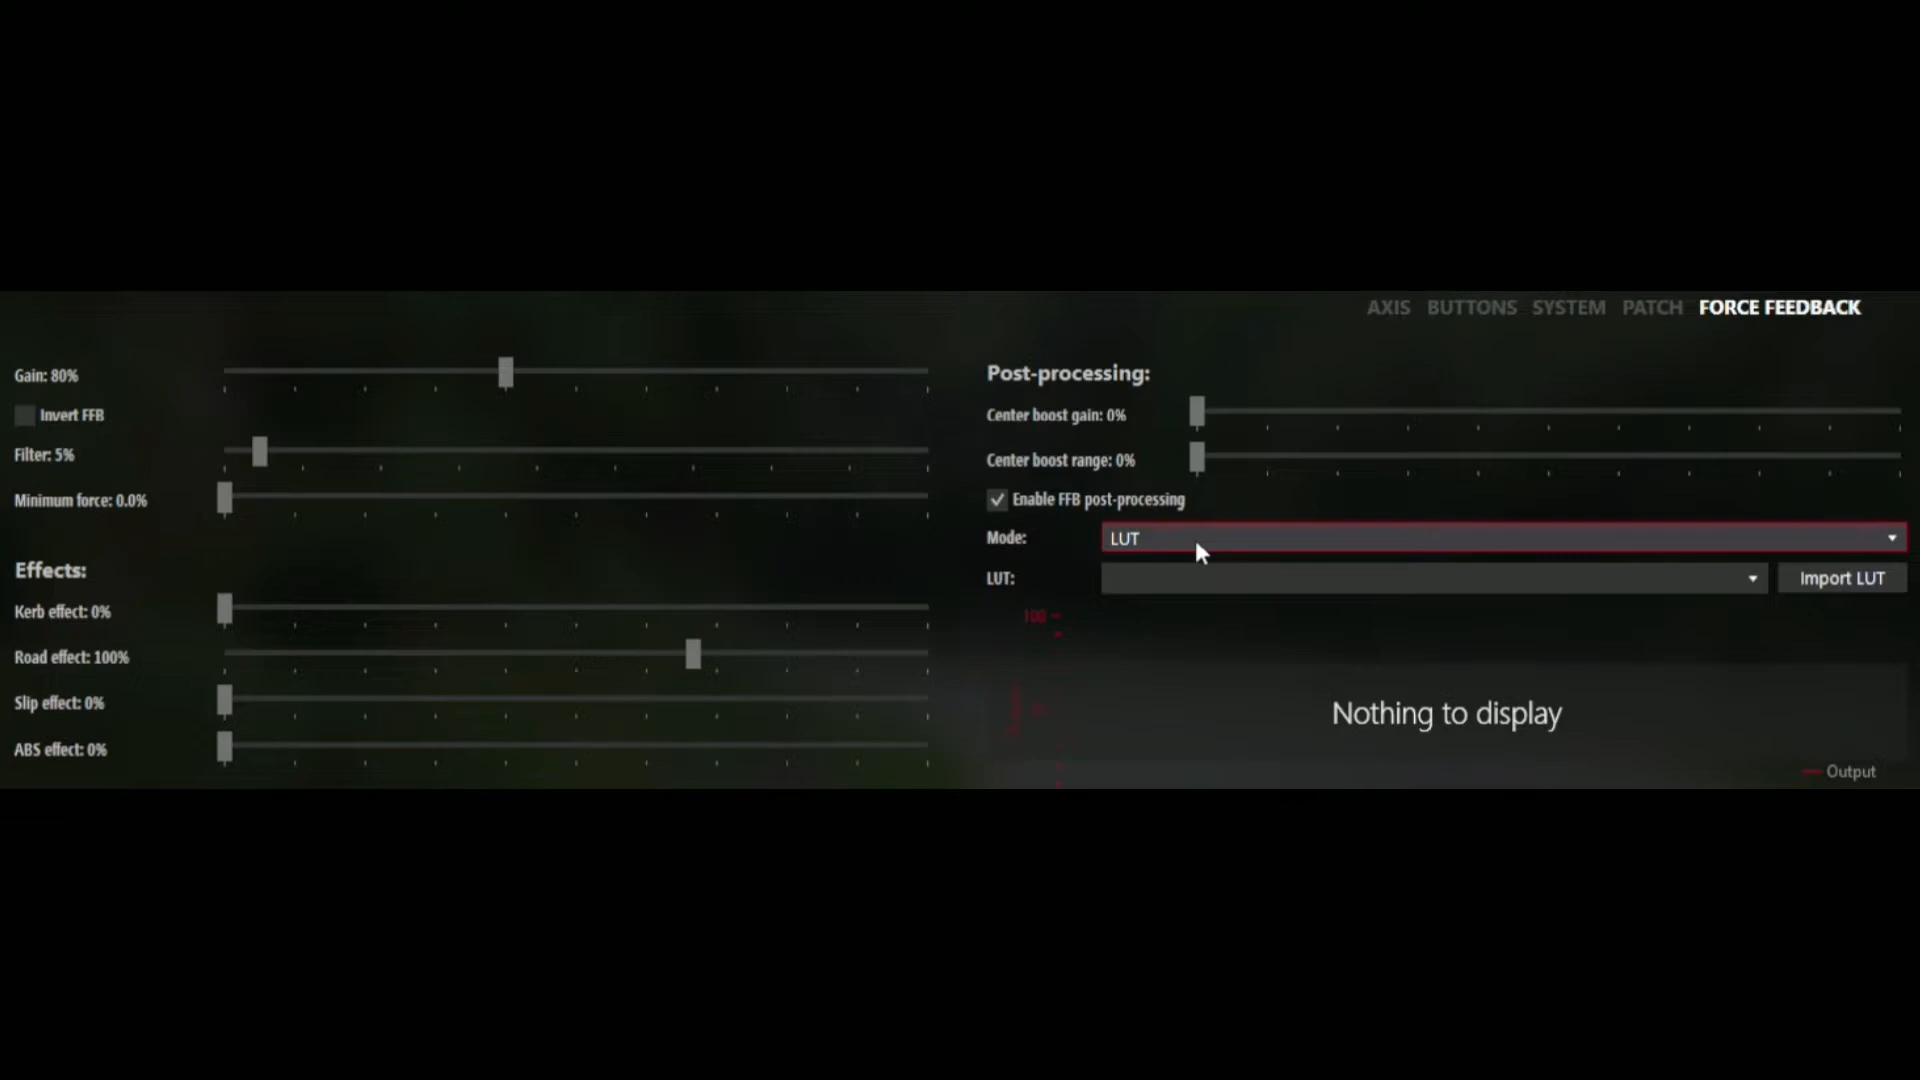 AXIS BUTTONS SYSTEM PATCH FORCE FEEDBACK
Gain: 80%
Invert FFB
Filter: 5%
Minimum force: 0.0%
Effects:
Kerb effect: 0%
Road effect: 100%
Slip effect: 0%
ABS effect: 0%
Post-processing:
Center boost gain: 0%
Center boost range: 0%
Enable FFB post-processing
Mode: LUT
LUT: Import LUT
100
Nothing to display
Output